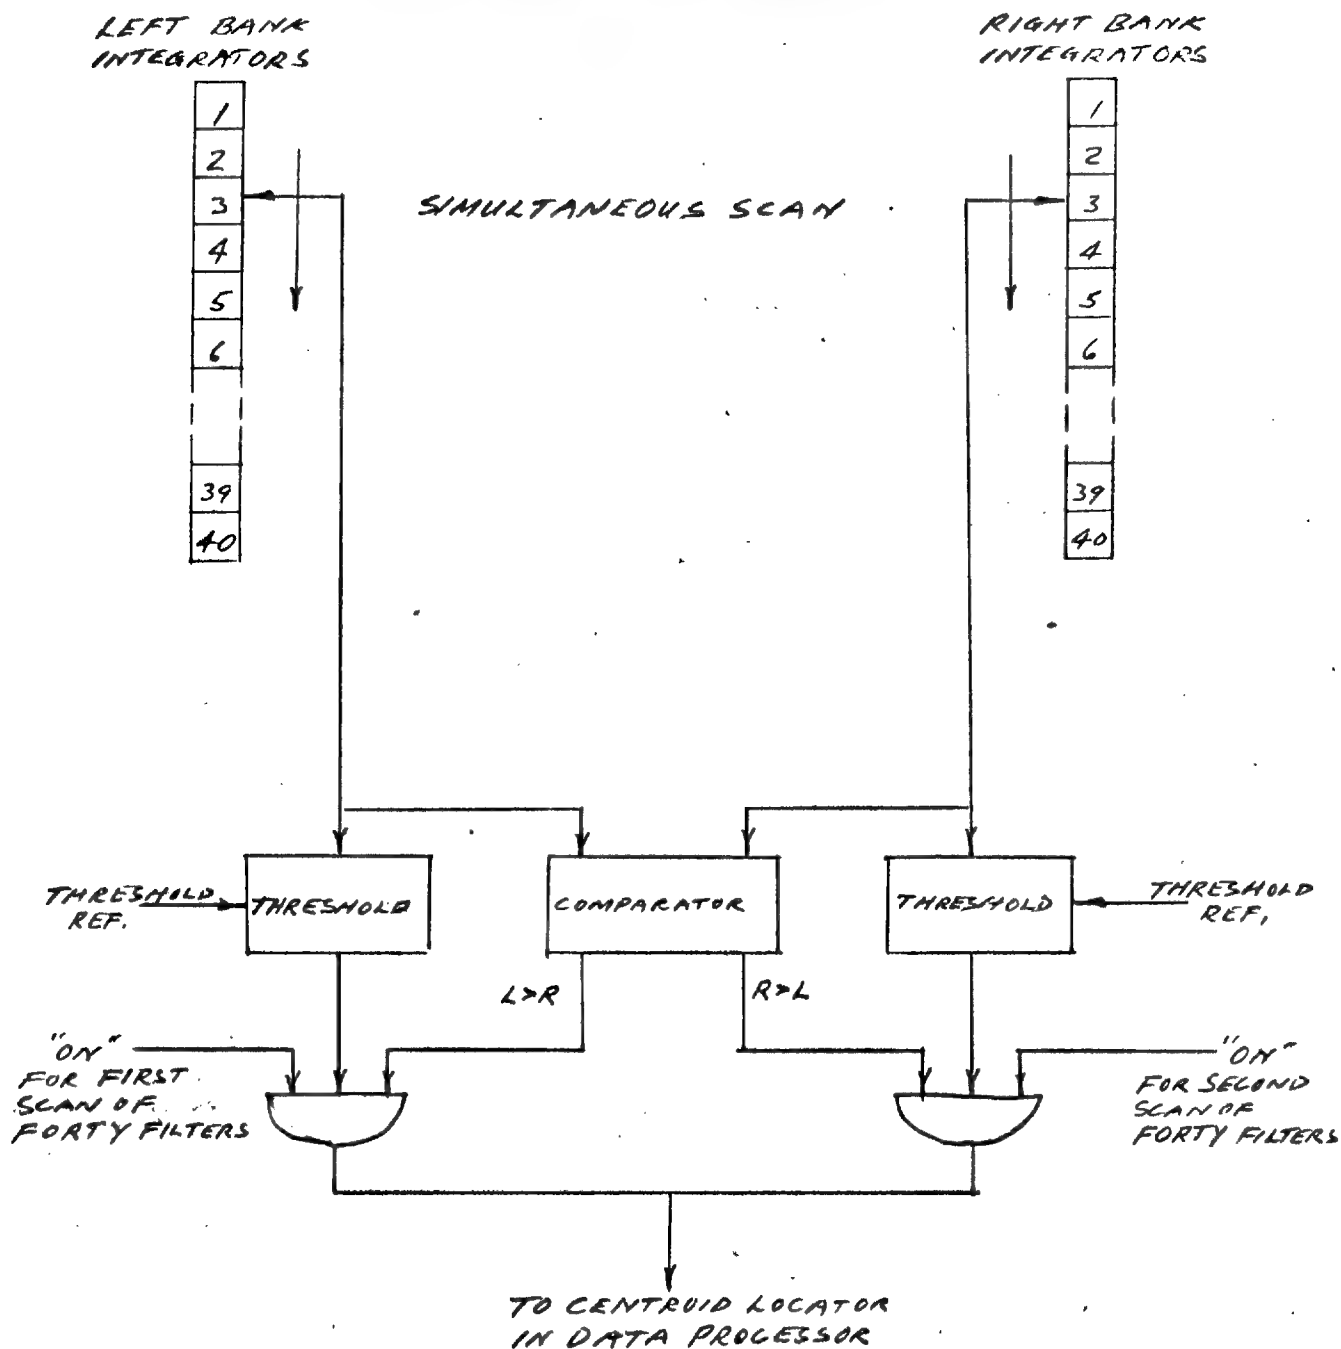 LEFT BANK
INTEGRATORS
RIGHT BANK
INTEGRATORS
1
2
3
4
5
6
39
40
SIMULTANEOUS SCAN
1
2
3
4
5
6
39
40
THRESHOLD
REF.
THRESHOLD
COMPARATOR
THRESHOLD
THRESHOLD
REF.
L>R
R>L
"ON"
FOR FIRST
SCAN OF
FORTY FILTERS
"ON"
FOR SECOND
SCAN OF
FORTY FILTERS
TO CENTROID LOCATOR
IN DATA PROCESSOR